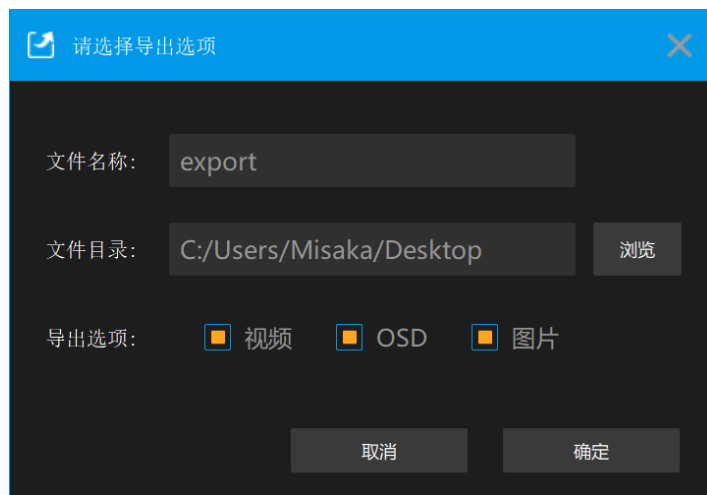 请选择导出选项
文件名称: export
文件目录: C:/Users/Misaka/Desktop 浏览
导出选项: 视频 OSD 图片
取消 确定